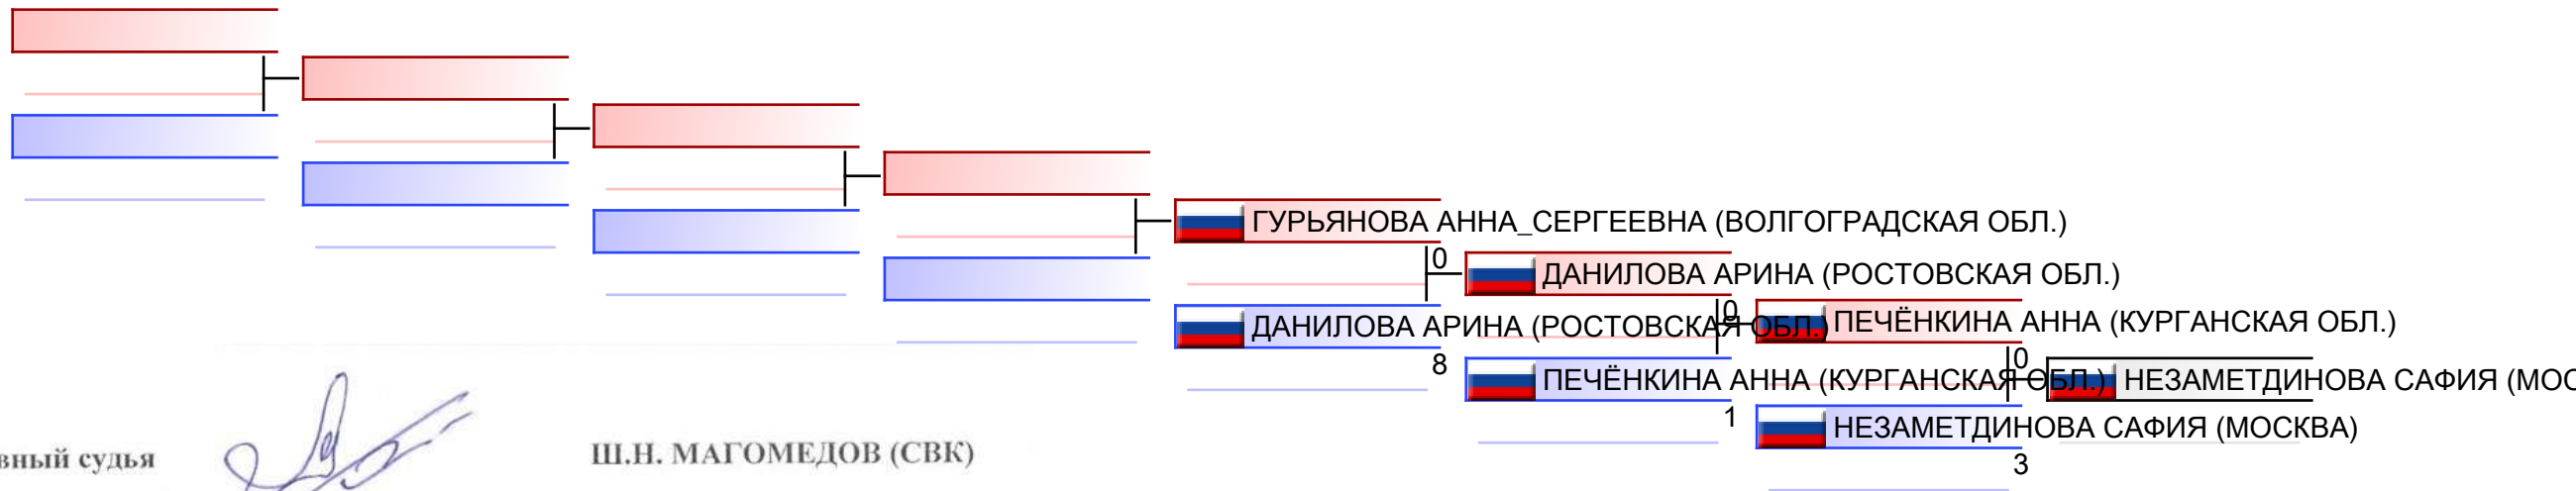 ГУРЬЯНОВА АННА_СЕРГЕЕВНА (ВОЛГОГРАДСКАЯ ОБЛ.)
0
ДАНИЛОВА АРИНА (РОСТОВСКАЯ ОБЛ.)
0
ПЕЧЁНКИНА АННА (КУРГАНСКАЯ ОБЛ.)
ДАНИЛОВА АРИНА (РОСТОВСКАЯ ОБЛ.)
8
0
ПЕЧЁНКИНА АННА (КУРГАНСКАЯ ОБЛ.)
НЕЗАМЕТДИНОВА САФИЯ (МОС
1
НЕЗАМЕТДИНОВА САФИЯ (МОСКВА)
3
вный судья
Ш.Н. МАГОМЕДОВ (СВК)